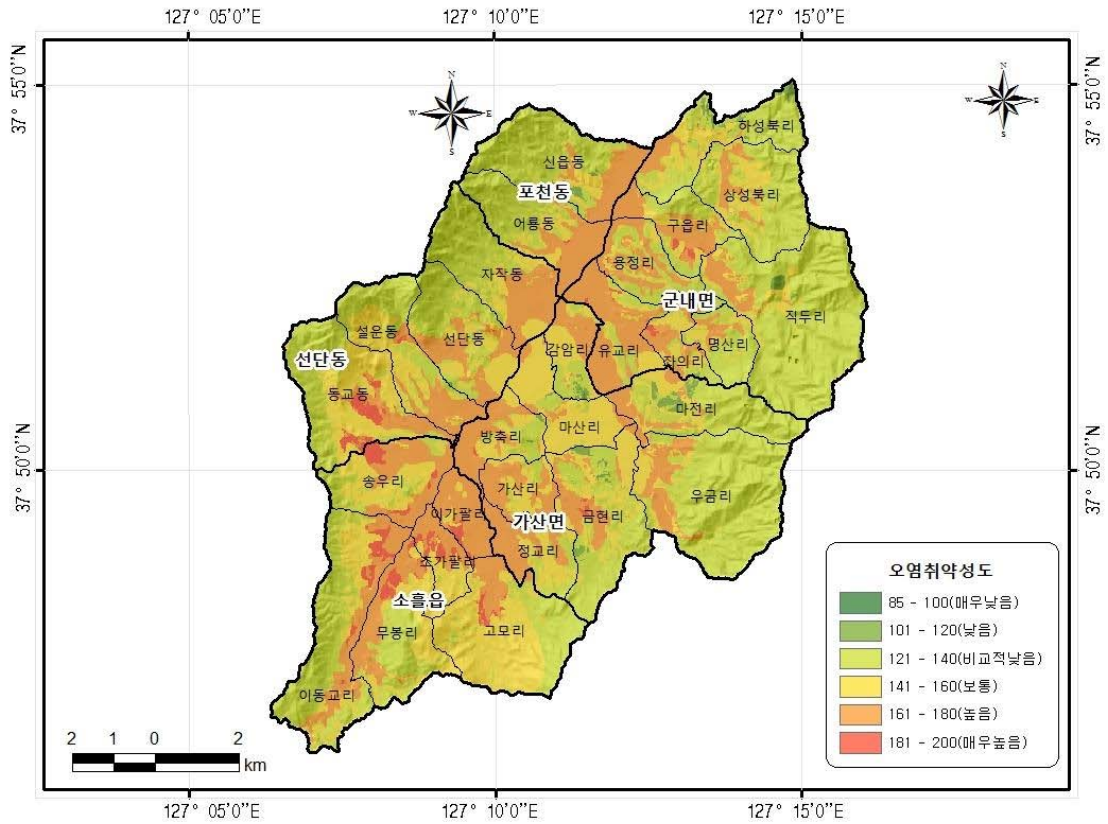 127° 05'0"E
127° 10'0"E
127° 15'0"E
37° 55'0"N
37° 55'0"N
N
W
E
S
N
W
E
S
하성북리
신읍동
포천동
상성북리
어룡동
구읍리
용정리
자작동
군내면
직두리
설운동
선단동
감암리
유교리
명산리
좌의리
선단동
동교동
마전리
방축리
마산리
37° 50'0"N
37° 50'0"N
송우리
가산리
우금리
이가팔리
가산면
금현리
정교리
초가팔리
소흘읍
무봉리
고모리
이동교리
오염취약성도
85 - 100(매우낮음)
101 - 120(낮음)
121 - 140(비교적낮음)
141 - 160(보통)
161 - 180(높음)
181 - 200(매우높음)
2 1 0 2
km
127° 05'0"E
127° 10'0"E
127° 15'0"E